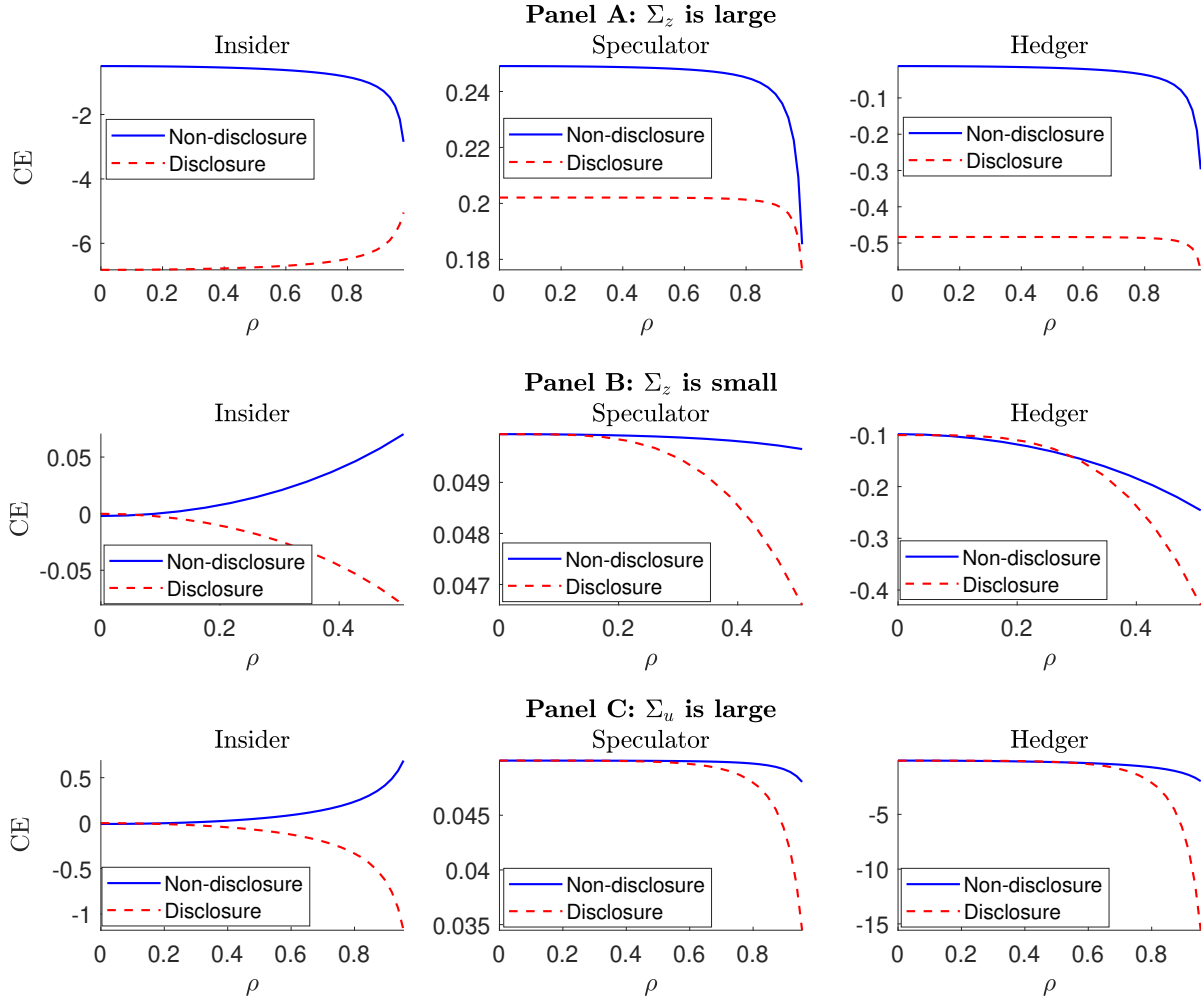 Panel A: Σ_z is large
Insider
Speculator
Hedger
CE
-2
-4
-6
0
0.2
0.4
0.6
0.8
ρ
Non-disclosure
Disclosure
0.24
0.22
0.2
0.18
0
0.2
0.4
0.6
0.8
ρ
Non-disclosure
Disclosure
-0.1
-0.2
-0.3
-0.4
-0.5
0
0.2
0.4
0.6
0.8
ρ
Non-disclosure
Disclosure
Panel B: Σ_z is small
Insider
Speculator
Hedger
CE
0.05
0
-0.05
0
0.2
0.4
ρ
Non-disclosure
Disclosure
0.049
0.048
0.047
0
0.2
0.4
ρ
Non-disclosure
Disclosure
-0.1
-0.2
-0.3
-0.4
0
0.2
0.4
ρ
Non-disclosure
Disclosure
Panel C: Σ_u is large
Insider
Speculator
Hedger
CE
0.5
0
-0.5
-1
0
0.2
0.4
0.6
0.8
ρ
Non-disclosure
Disclosure
0.045
0.04
0.035
0
0.2
0.4
0.6
0.8
ρ
Non-disclosure
Disclosure
-5
-10
-15
0
0.2
0.4
0.6
0.8
ρ
Non-disclosure
Disclosure